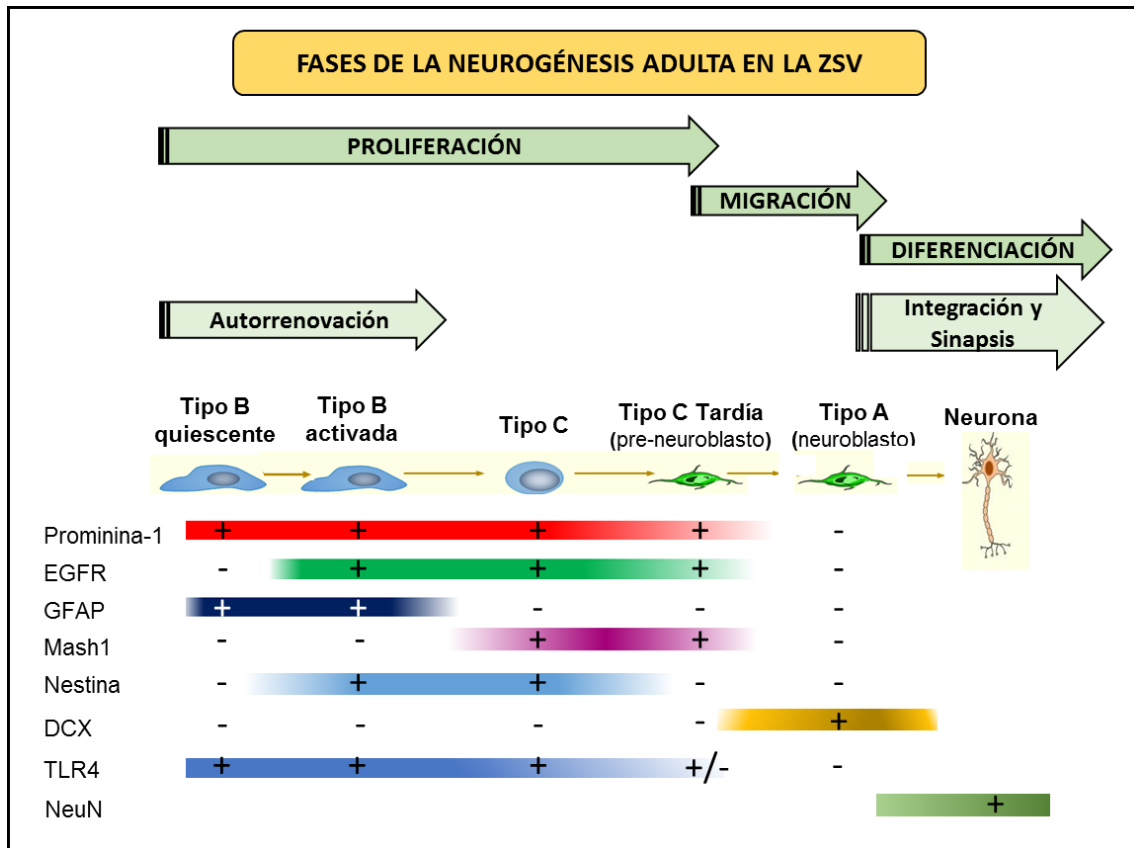 FASES DE LA NEUROGÉNESIS ADULTA EN LA ZSV
PROLIFERACIÓN
MIGRACIÓN
DIFERENCIACIÓN
Autorrenovación
Integración y
Sinapsis
Tipo B
quiescente
Tipo B
activada
Tipo C
Tipo C Tardía
(pre-neuroblasto)
Tipo A
(neuroblasto)
Neurona
Prominina-1 + + + + -
EGFR - + + + -
GFAP + + - - -
Mash1 - - + + -
Nestina - + + - -
DCX - - - - +
TLR4 + + + +/- -
NeuN +